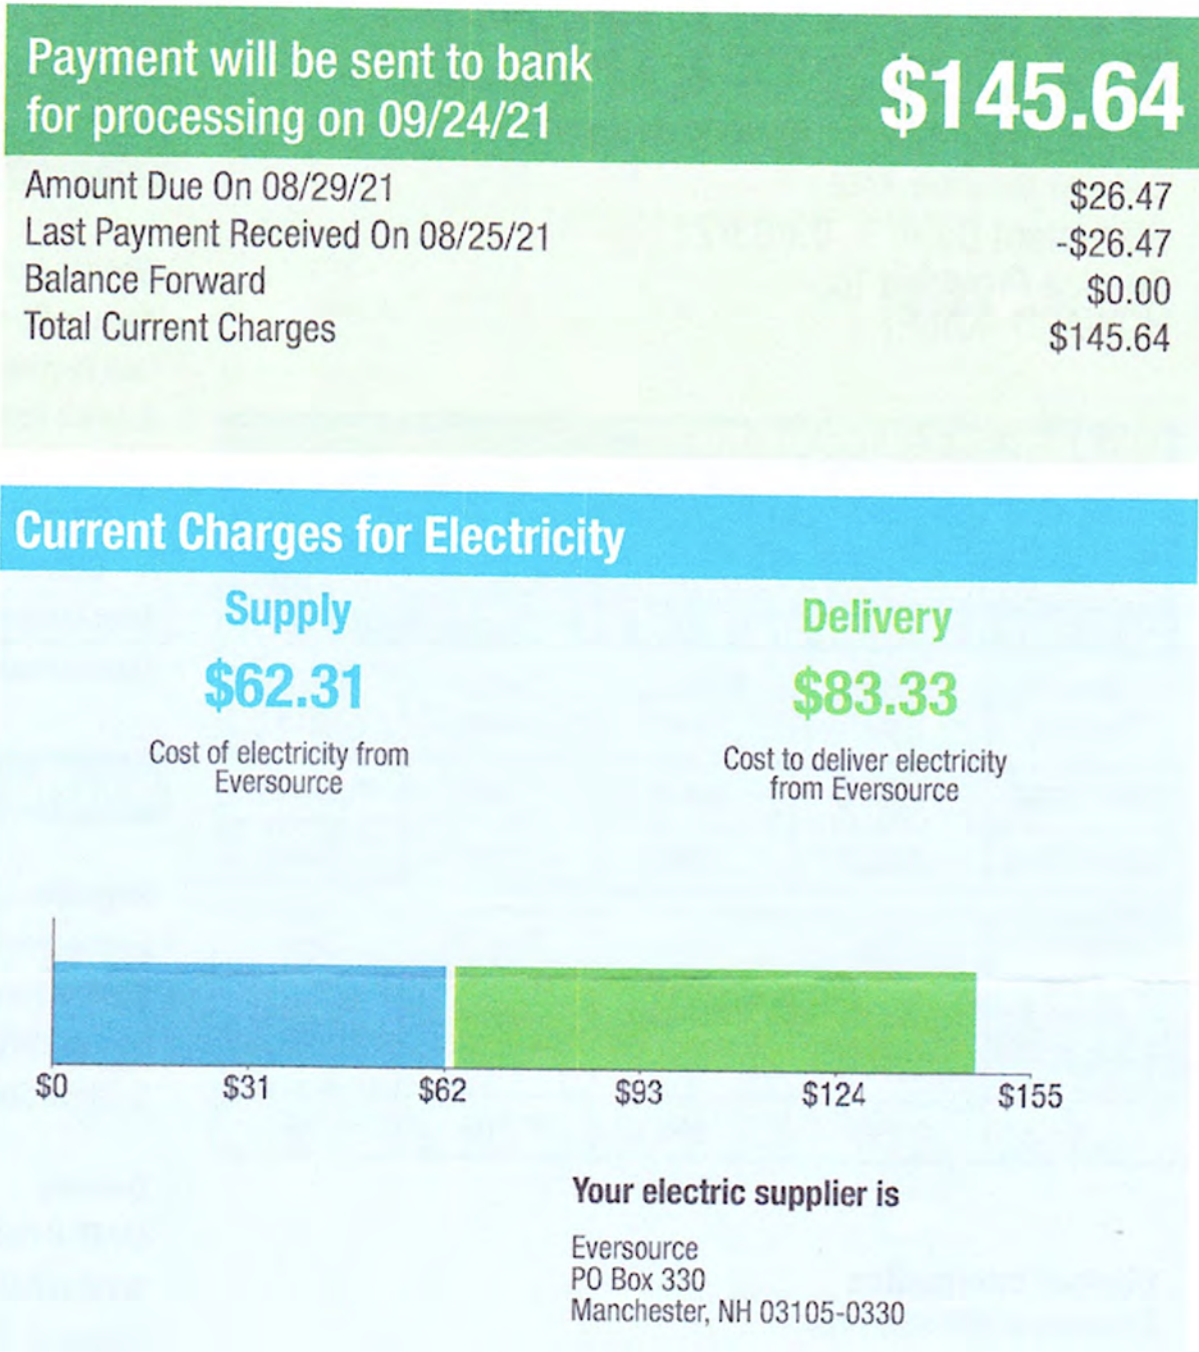 Payment will be sent to bank
for processing on 09/24/21
$145.64
Amount Due On 08/29/21 $26.47
Last Payment Received On 08/25/21 -$26.47
Balance Forward $0.00
Total Current Charges $145.64
Current Charges for Electricity
Supply
$62.31
Cost of electricity from
Eversource
Delivery
$83.33
Cost to deliver electricity
from Eversource
$0 $31 $62 $93 $124 $155
Your electric supplier is
Eversource
PO Box 330
Manchester, NH 03105-0330